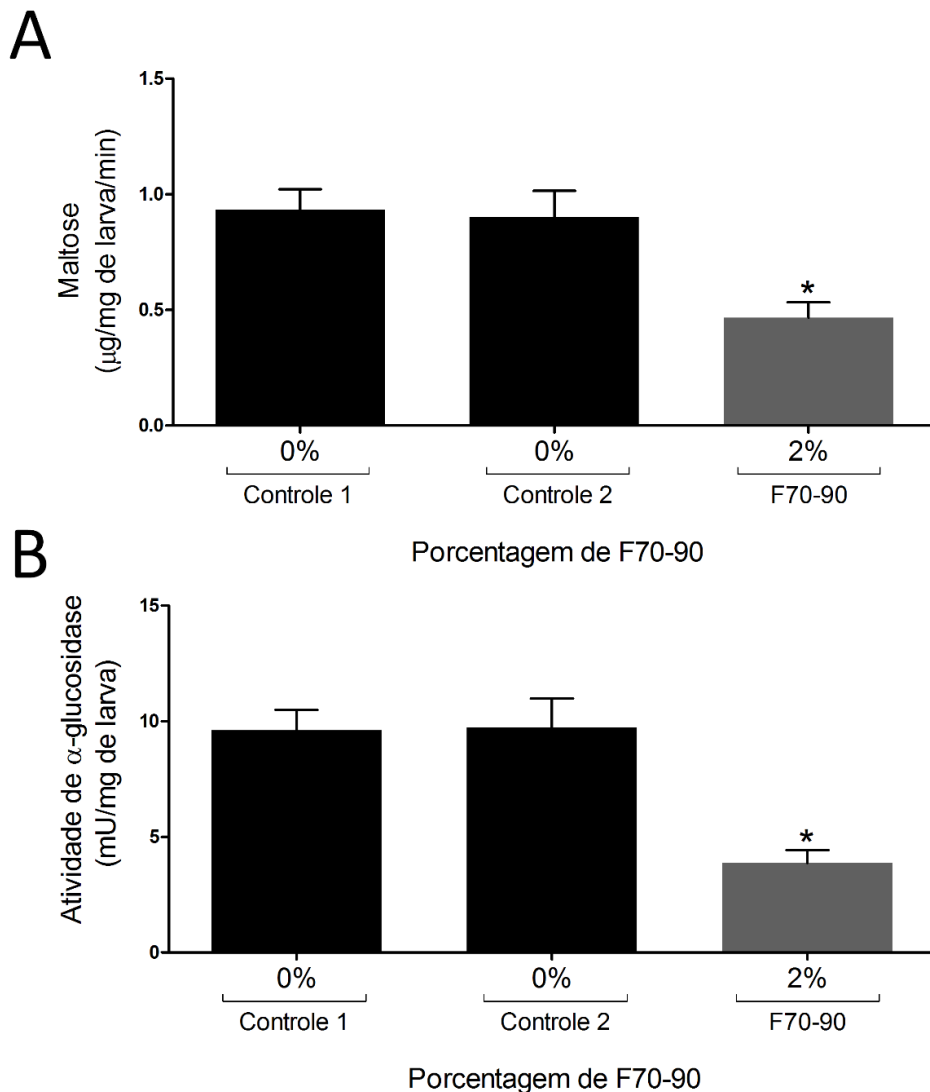 A
Maltose
(µg/mg de larva/min)
1.5
1.0
0.5
0.0
*
0%
0%
2%
Controle 1
Controle 2
F70-90
Porcentagem de F70-90
B
Atividade de α-glucosidase
(mU/mg de larva)
15
10
5
0
*
0%
0%
2%
Controle 1
Controle 2
F70-90
Porcentagem de F70-90